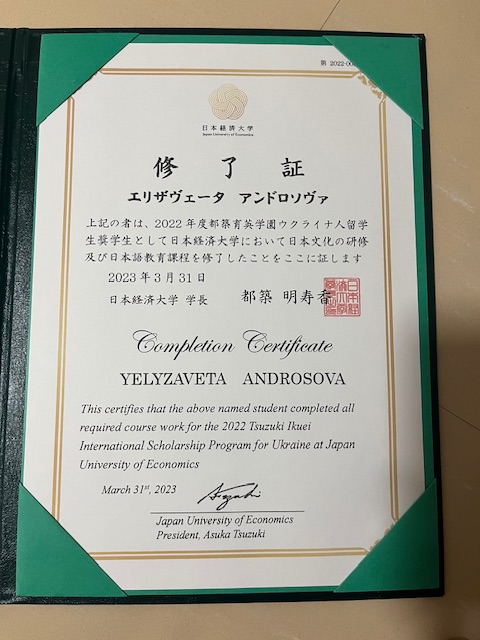 第 2022-00
日本経済大学
Japan University of Economics
修了証
エリザヴェータ アンドロソヴァ
上記の者は、2022年度都築育英学園ウクライナ人留学
生奨学生として日本経済大学において日本文化の研修
及び日本語教育課程を修了したことをここに証します
2023年3月31日
日本経済大学 学長 都築 明寿香
Completion Certificate
YELYZAVETA ANDROSOVA
This certifies that the above named student completed all
required course work for the 2022 Tsuzuki Ikuei
International Scholarship Program for Ukraine at Japan
University of Economics
March 31st, 2023
Japan University of Economics
President, Asuka Tsuzuki